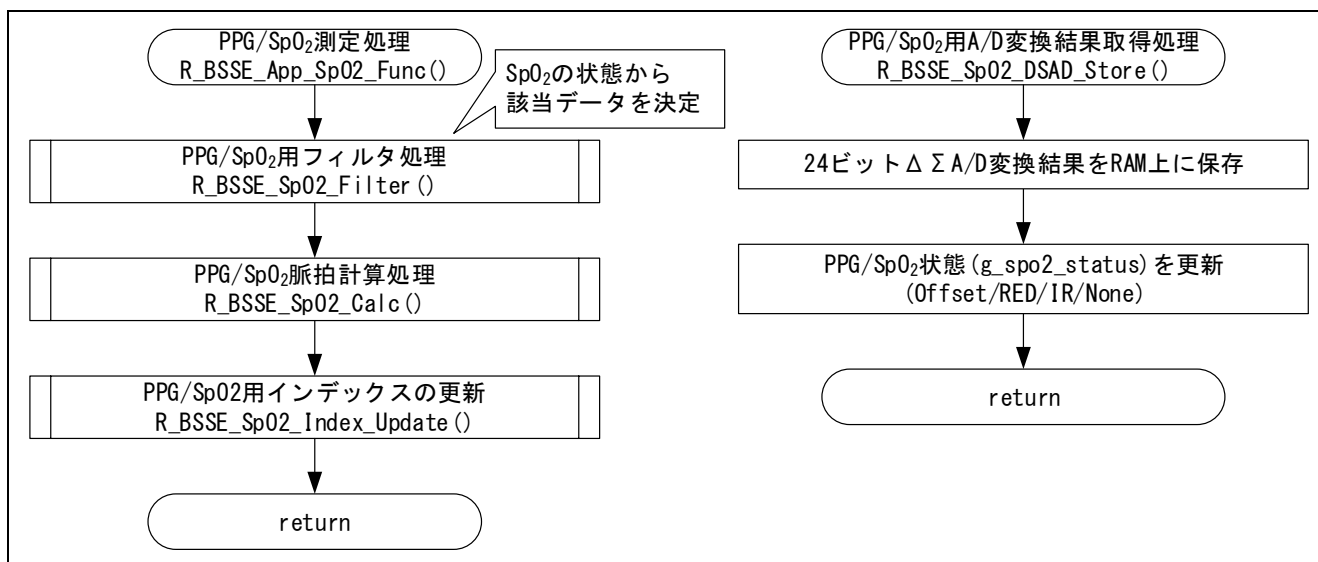 PPG/SpO₂測定処理
R_BSSE_App_SpO2_Func()
SpO₂の状態から
該当データを決定
PPG/SpO₂用フィルタ処理
R_BSSE_SpO2_Filter()
PPG/SpO₂脈拍計算処理
R_BSSE_SpO2_Calc()
PPG/SpO2用インデックスの更新
R_BSSE_SpO2_Index_Update()
return
PPG/SpO₂用A/D変換結果取得処理
R_BSSE_SpO2_DSAD_Store()
24ビットΔΣA/D変換結果をRAM上に保存
PPG/SpO₂状態(g_spo2_status)を更新
(Offset/RED/IR/None)
return